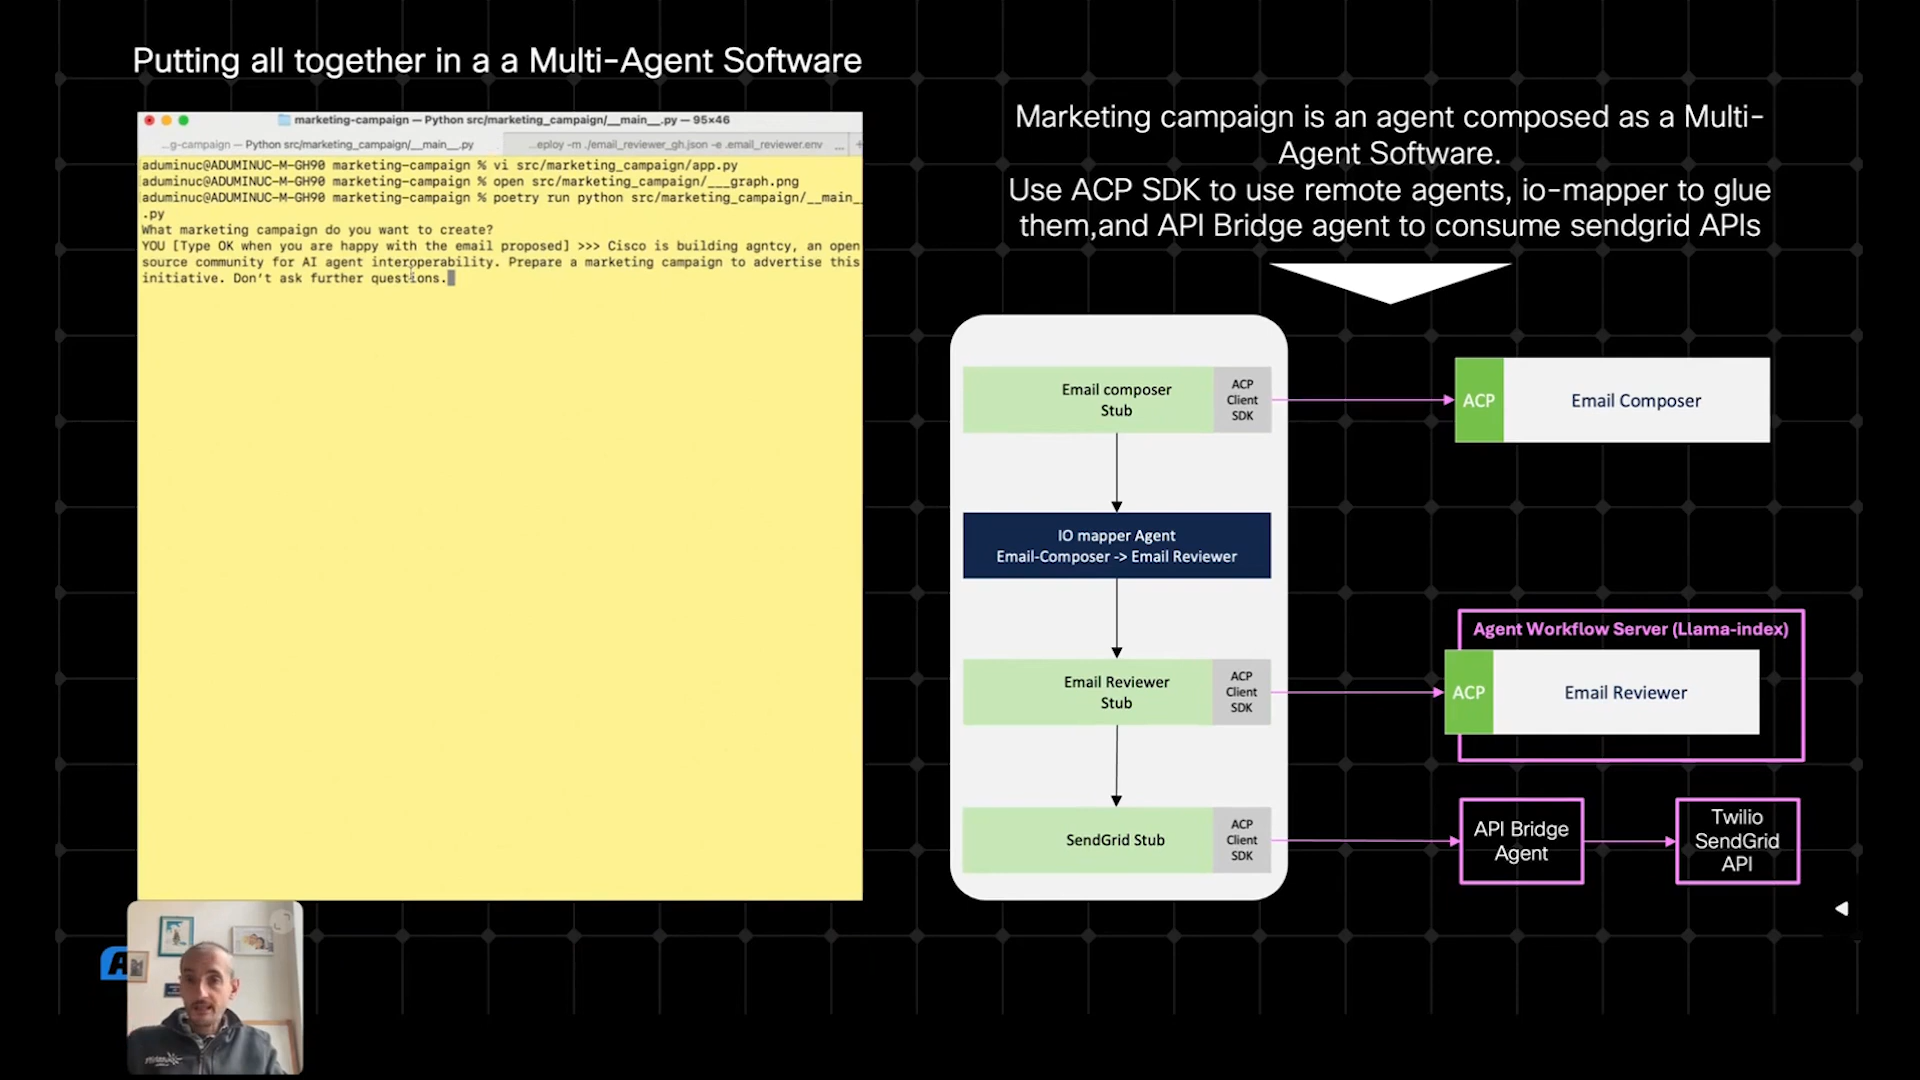 Putting all together in a a Multi-Agent Software
marketing-campaign — Python src/marketing_campaign/__main__.py — 95×46
...g-campaign — Python src/marketing_campaign/__main__.py
...eploy -m ./email_reviewer_gh.json -e .email_reviewer.env
...
+
aduminuc@ADUMINUC-M-GH90 marketing-campaign % vi src/marketing_campaign/app.py
aduminuc@ADUMINUC-M-GH90 marketing-campaign % open src/marketing_campaign/___graph.png
aduminuc@ADUMINUC-M-GH90 marketing-campaign % poetry run python src/marketing_campaign/__main__
.py
What marketing campaign do you want to create?
YOU [Type OK when you are happy with the email proposed] >>> Cisco is building agntcy, an open
source community for AI agent interoperability. Prepare a marketing campaign to advertise this
initiative. Don't ask further questions.
Marketing campaign is an agent composed as a Multi-
Agent Software.
Use ACP SDK to use remote agents, io-mapper to glue
them,and API Bridge agent to consume sendgrid APIs
Email composer
Stub
ACP
Client
SDK
ACP
Email Composer
IO mapper Agent
Email-Composer -> Email Reviewer
Agent Workflow Server (Llama-index)
Email Reviewer
Stub
ACP
Client
SDK
ACP
Email Reviewer
SendGrid Stub
ACP
Client
SDK
API Bridge
Agent
Twilio
SendGrid
API
A